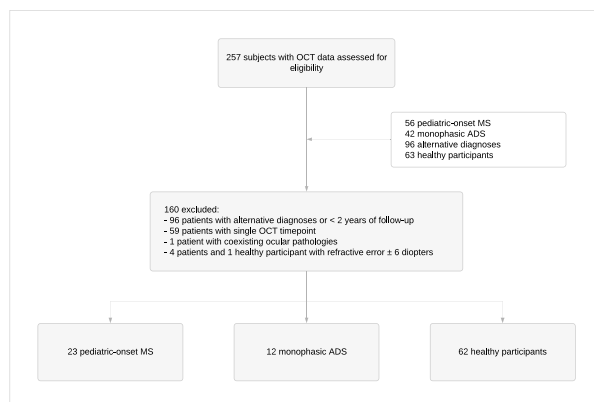 257 subjects with OCT data assessed for
eligibility
56 pediatric-onset MS
42 monophasic ADS
96 alternative diagnoses
63 healthy participants
160 excluded:
- 96 patients with alternative diagnoses or < 2 years of follow-up
- 59 patients with single OCT timepoint
- 1 patient with coexisting ocular pathologies
- 4 patients and 1 healthy participant with refractive error ± 6 diopters
23 pediatric-onset MS
12 monophasic ADS
62 healthy participants